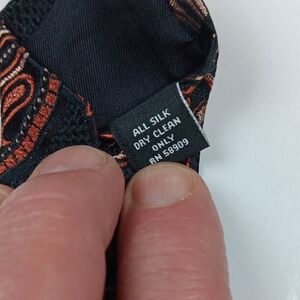 ALL SILK
DRY CLEAN
ONLY
RN 58909